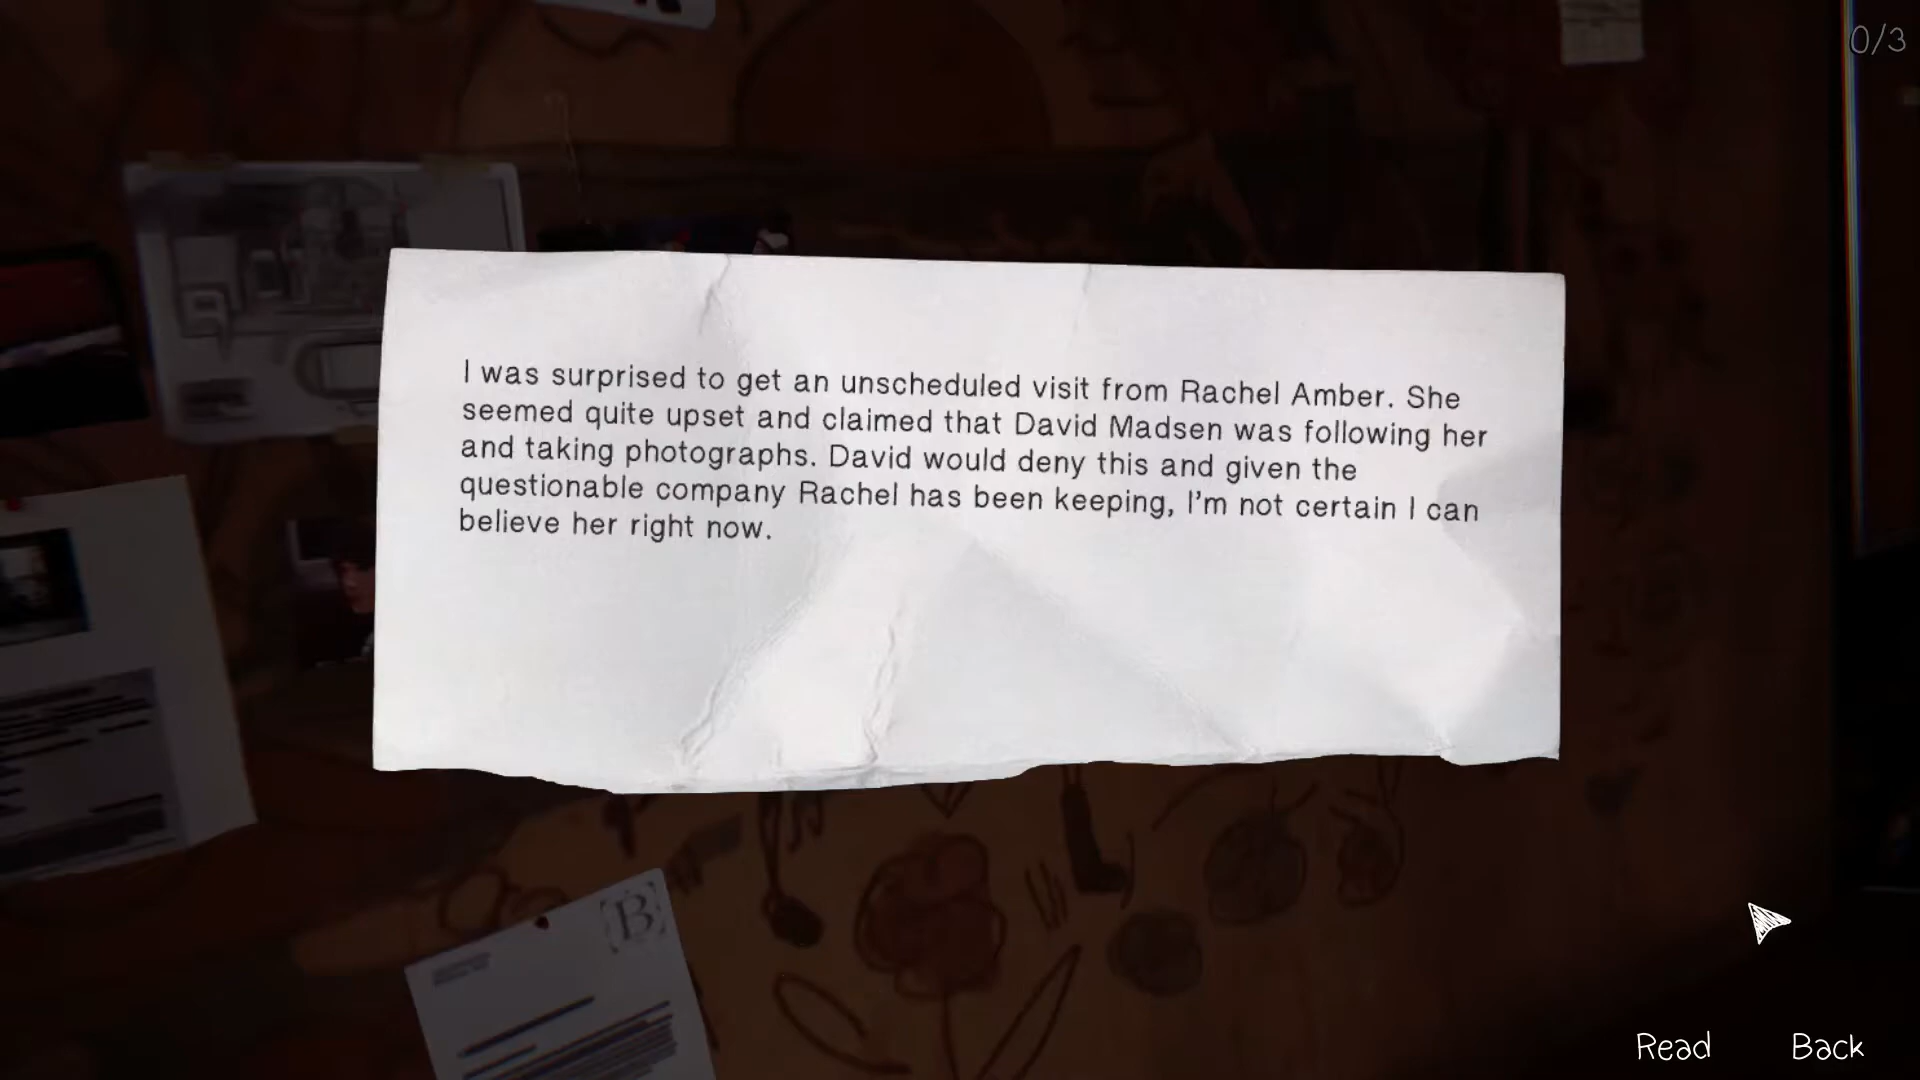 0/3
I was surprised to get an unscheduled visit from Rachel Amber. She
seemed quite upset and claimed that David Madsen was following her
and taking photographs. David would deny this and given the
questionable company Rachel has been keeping, I'm not certain I can
believe her right now.
B
Read
Back